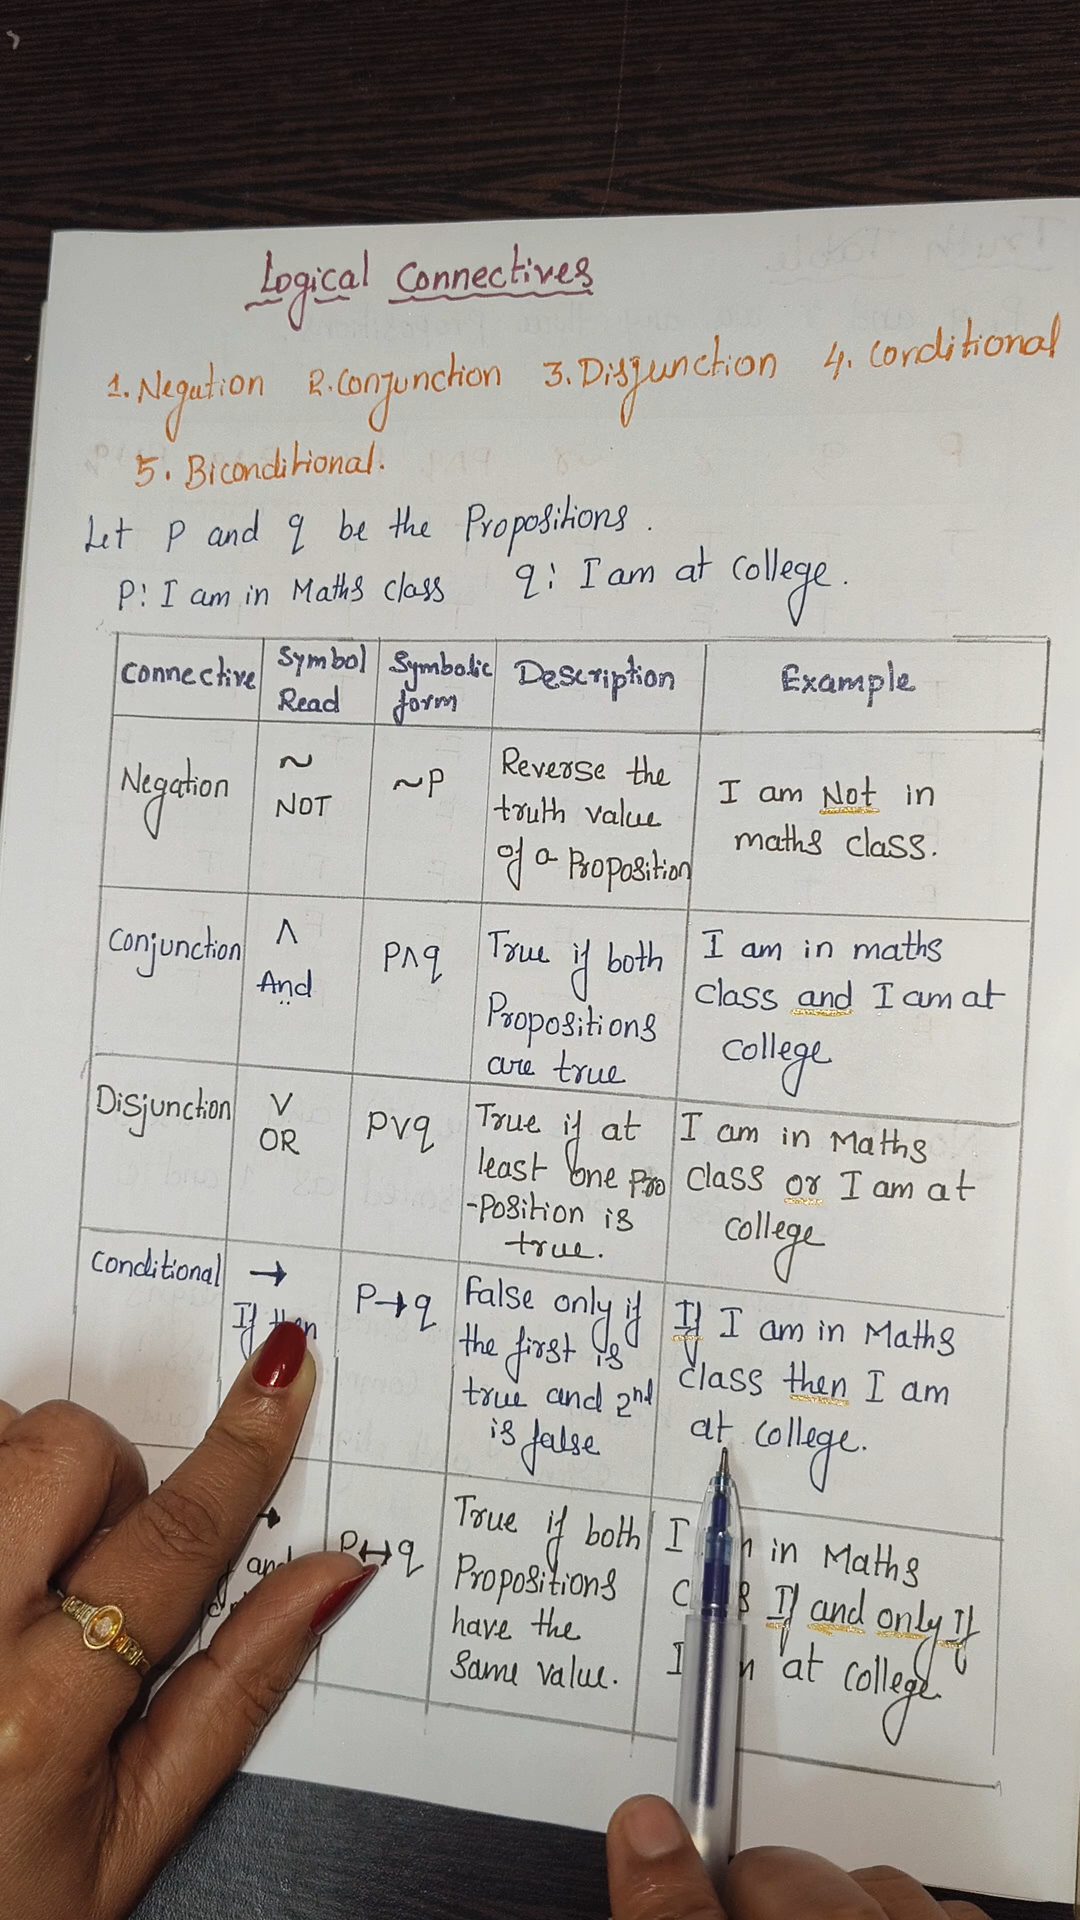 Logical Connectives
1. Negation 2. Conjunction 3. Disjunction 4. Conditional
5. Biconditional.
Let P and q be the Propositions.
P: I am in Maths class q: I am at college.
Connective
Symbol
Read
Symbolic
form
Description
Example
Negation
~
NOT
~P
Reverse the
truth value
of a Proposition
I am Not in
maths class.
Conjunction
∧
And
P∧q
True if both
Propositions
are true
I am in maths
class and I am at
college
Disjunction
∨
OR
P∨q
True if at
least one Pro
-Position is
true.
I am in Maths
class or I am at
college
Conditional
→
If then
P→q
False only if
the first is
true and 2nd
is false
If I am in Maths
class then I am
at college.
and
P↔q
True if both
Propositions
have the
Same value.
I in Maths
If and only If
I at college.